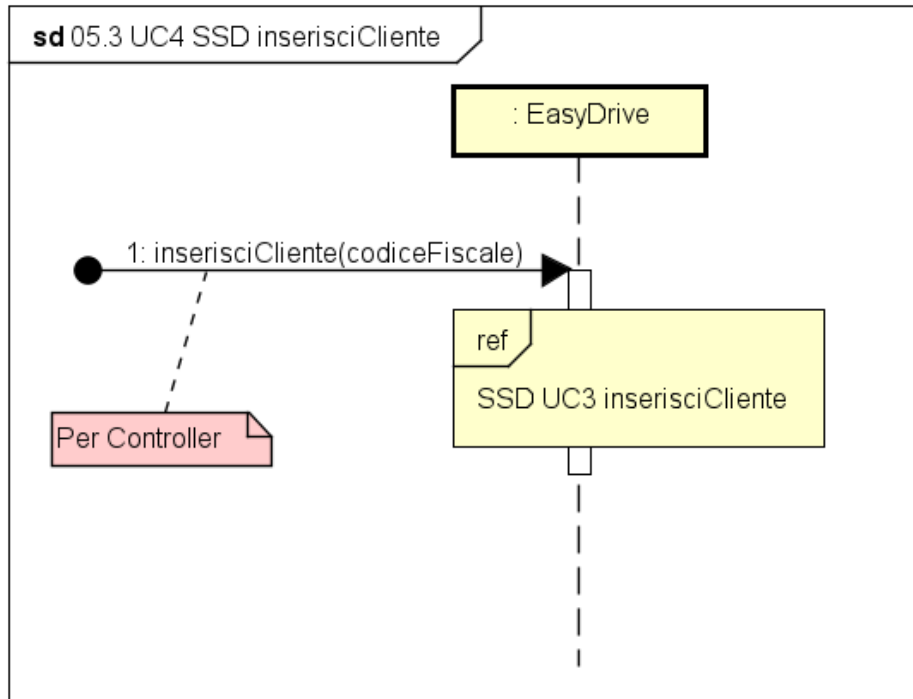 sd 05.3 UC4 SSD inserisciCliente
: EasyDrive
1: inserisciCliente(codiceFiscale)
ref
SSD UC3 inserisciCliente
Per Controller